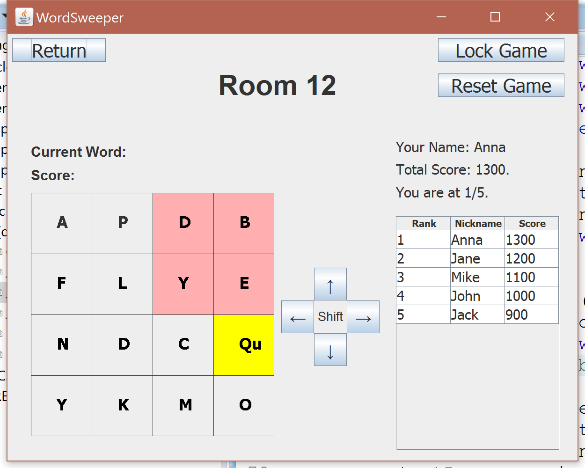 WordSweeper
Return
Lock Game
Room 12
Reset Game
Your Name: Anna
Current Word:
Total Score: 1300.
Score:
You are at 1/5.
A P D B
F L Y E
N D C Qu
Y K M O
↑
← Shift →
↓
Rank Nickname Score
1 Anna 1300
2 Jane 1200
3 Mike 1100
4 John 1000
5 Jack 900